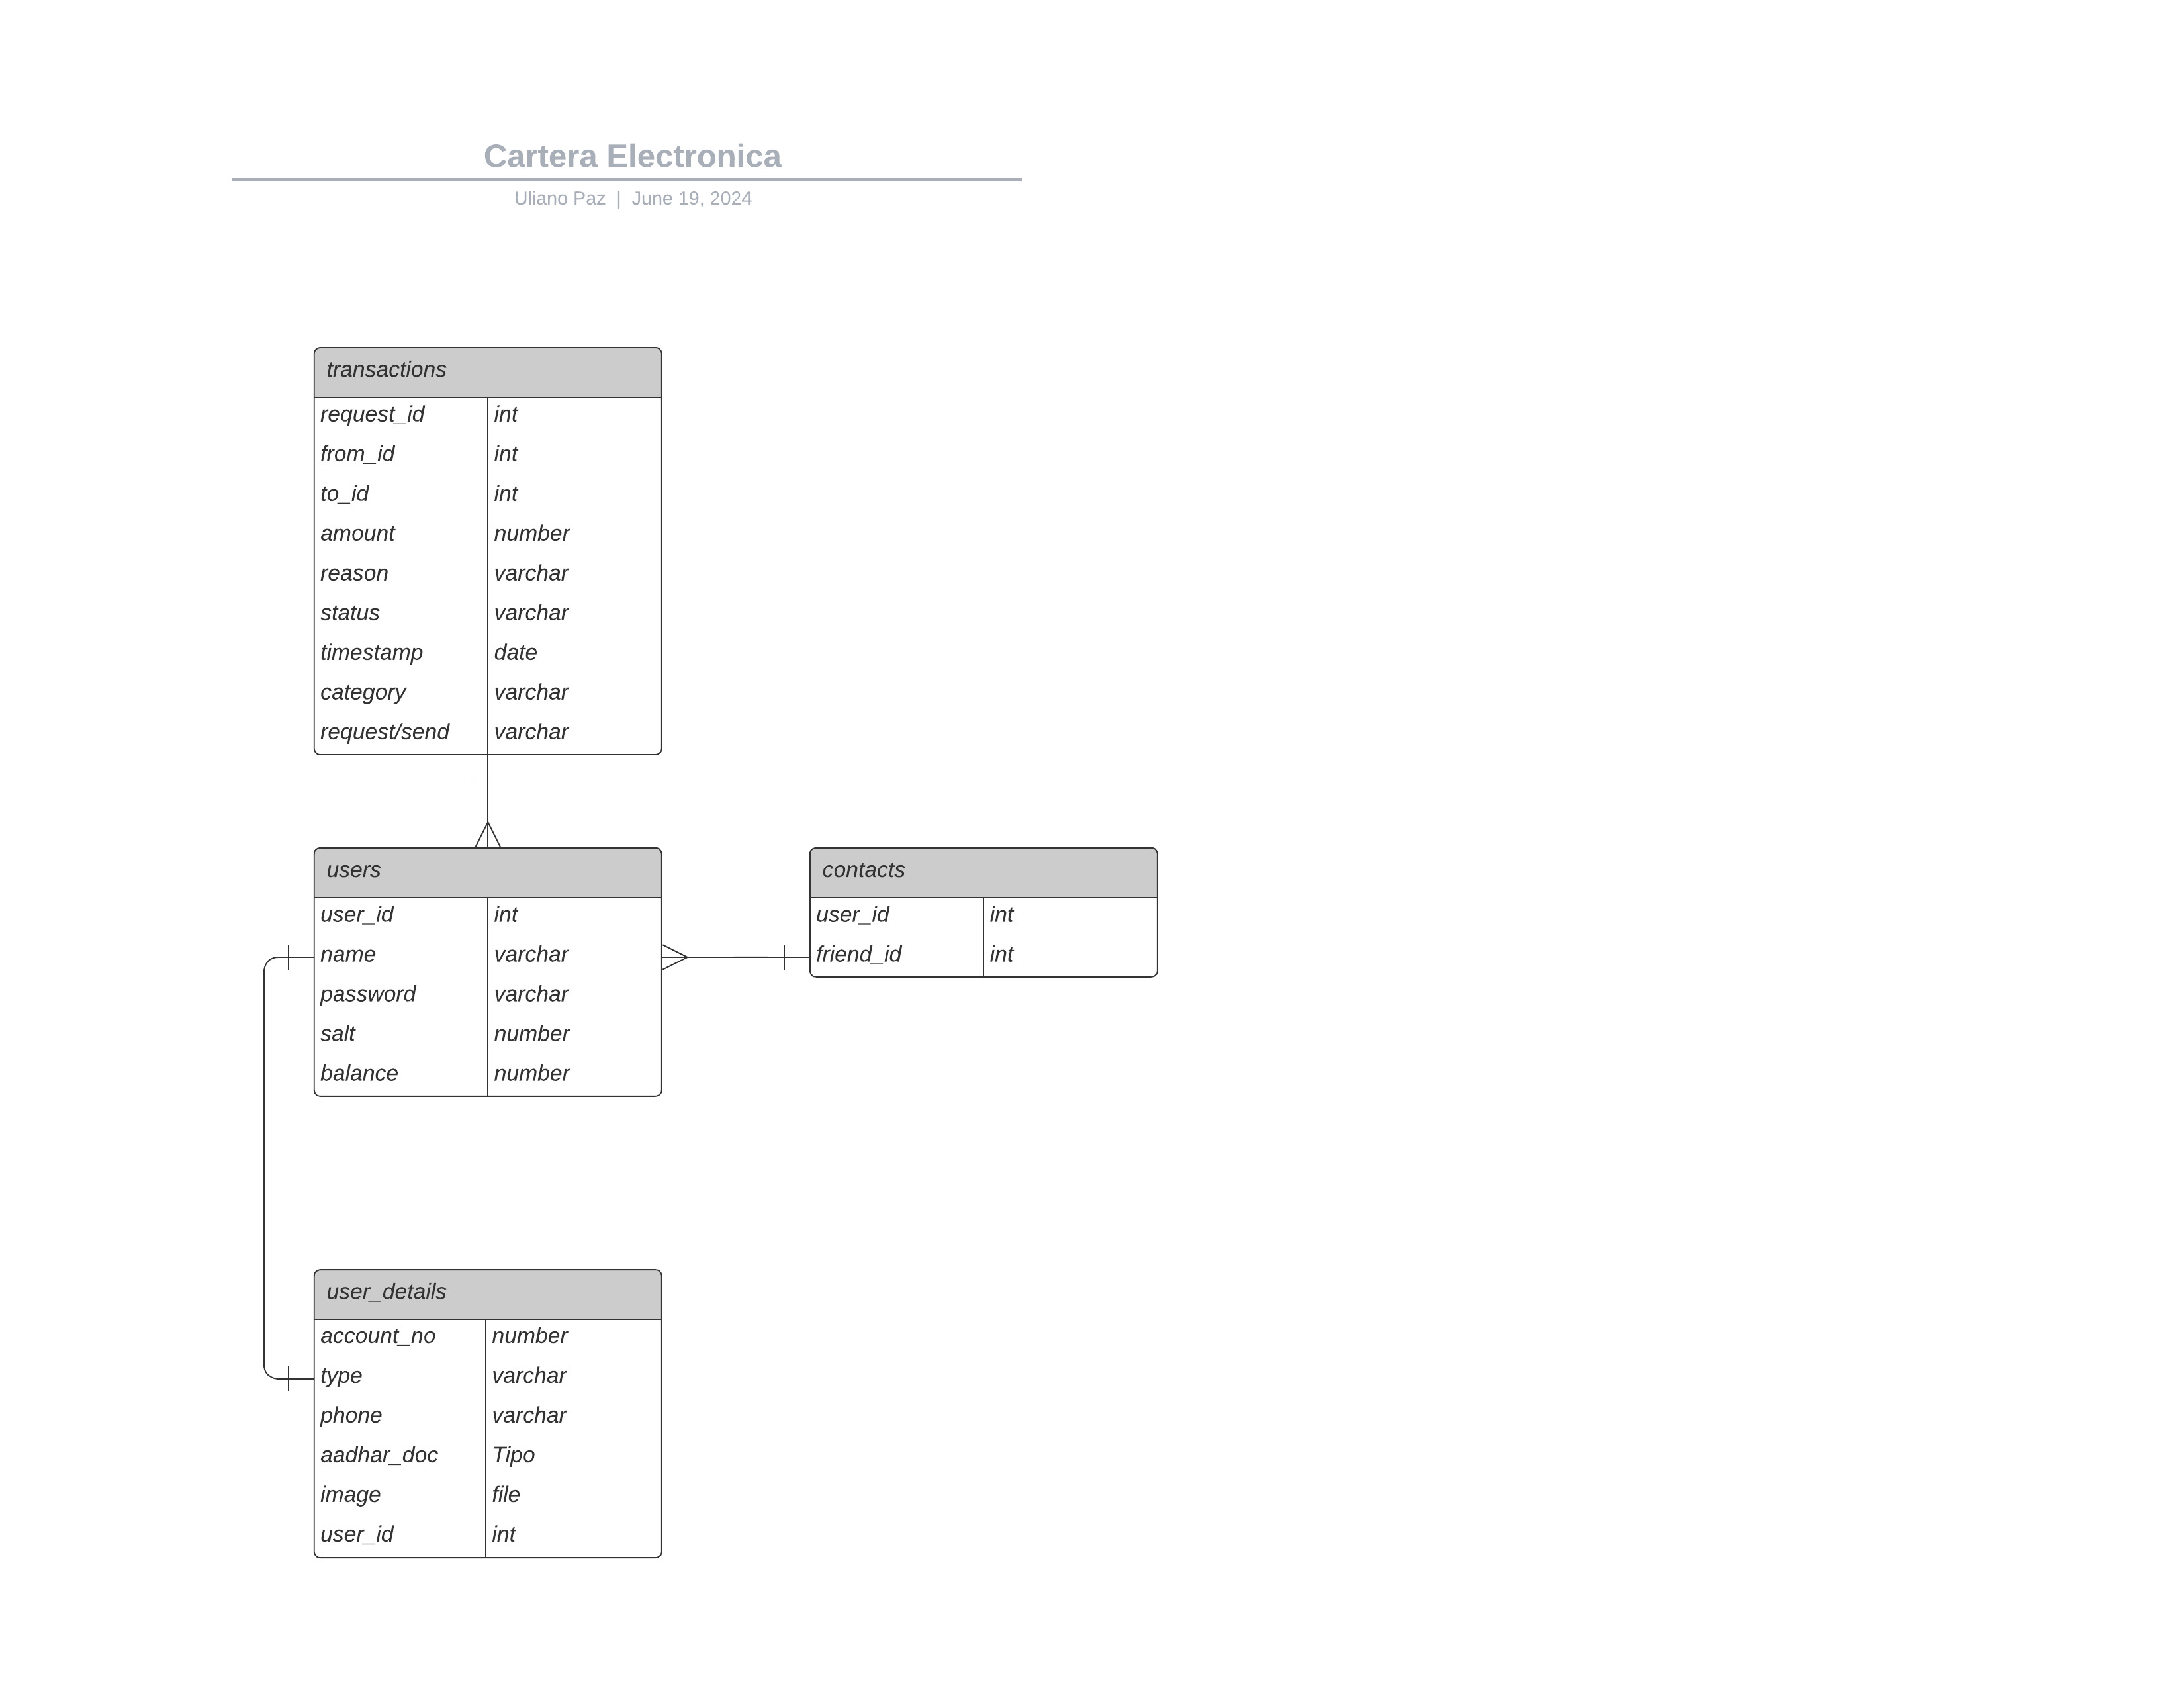 Cartera Electronica
Uliano Paz | June 19, 2024
transactions
request_id int
from_id int
to_id int
amount number
reason varchar
status varchar
timestamp date
category varchar
request/send varchar
users
user_id int
name varchar
password varchar
salt number
balance number
contacts
user_id int
friend_id int
user_details
account_no number
type varchar
phone varchar
aadhar_doc Tipo
image file
user_id int